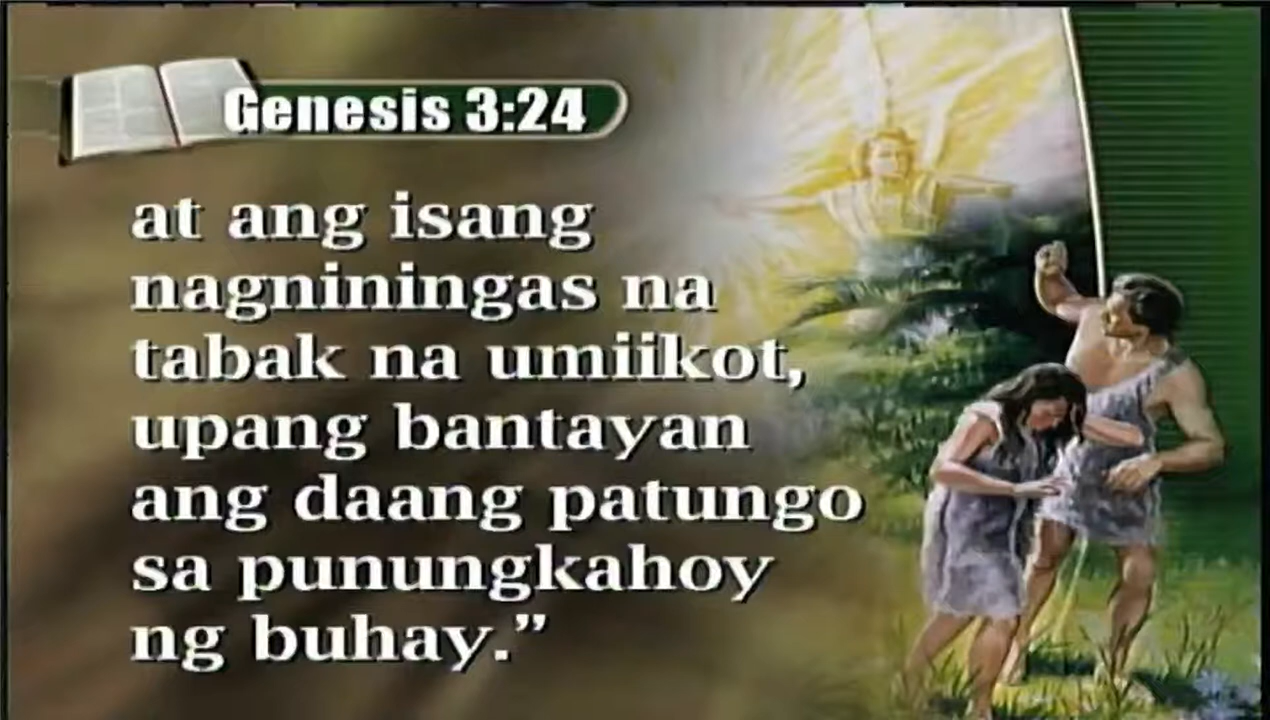 Genesis 3:24
at ang isang
nagniningas na
tabak na umiikot,
upang bantayan
ang daang patungo
sa punungkahoy
ng buhay.”